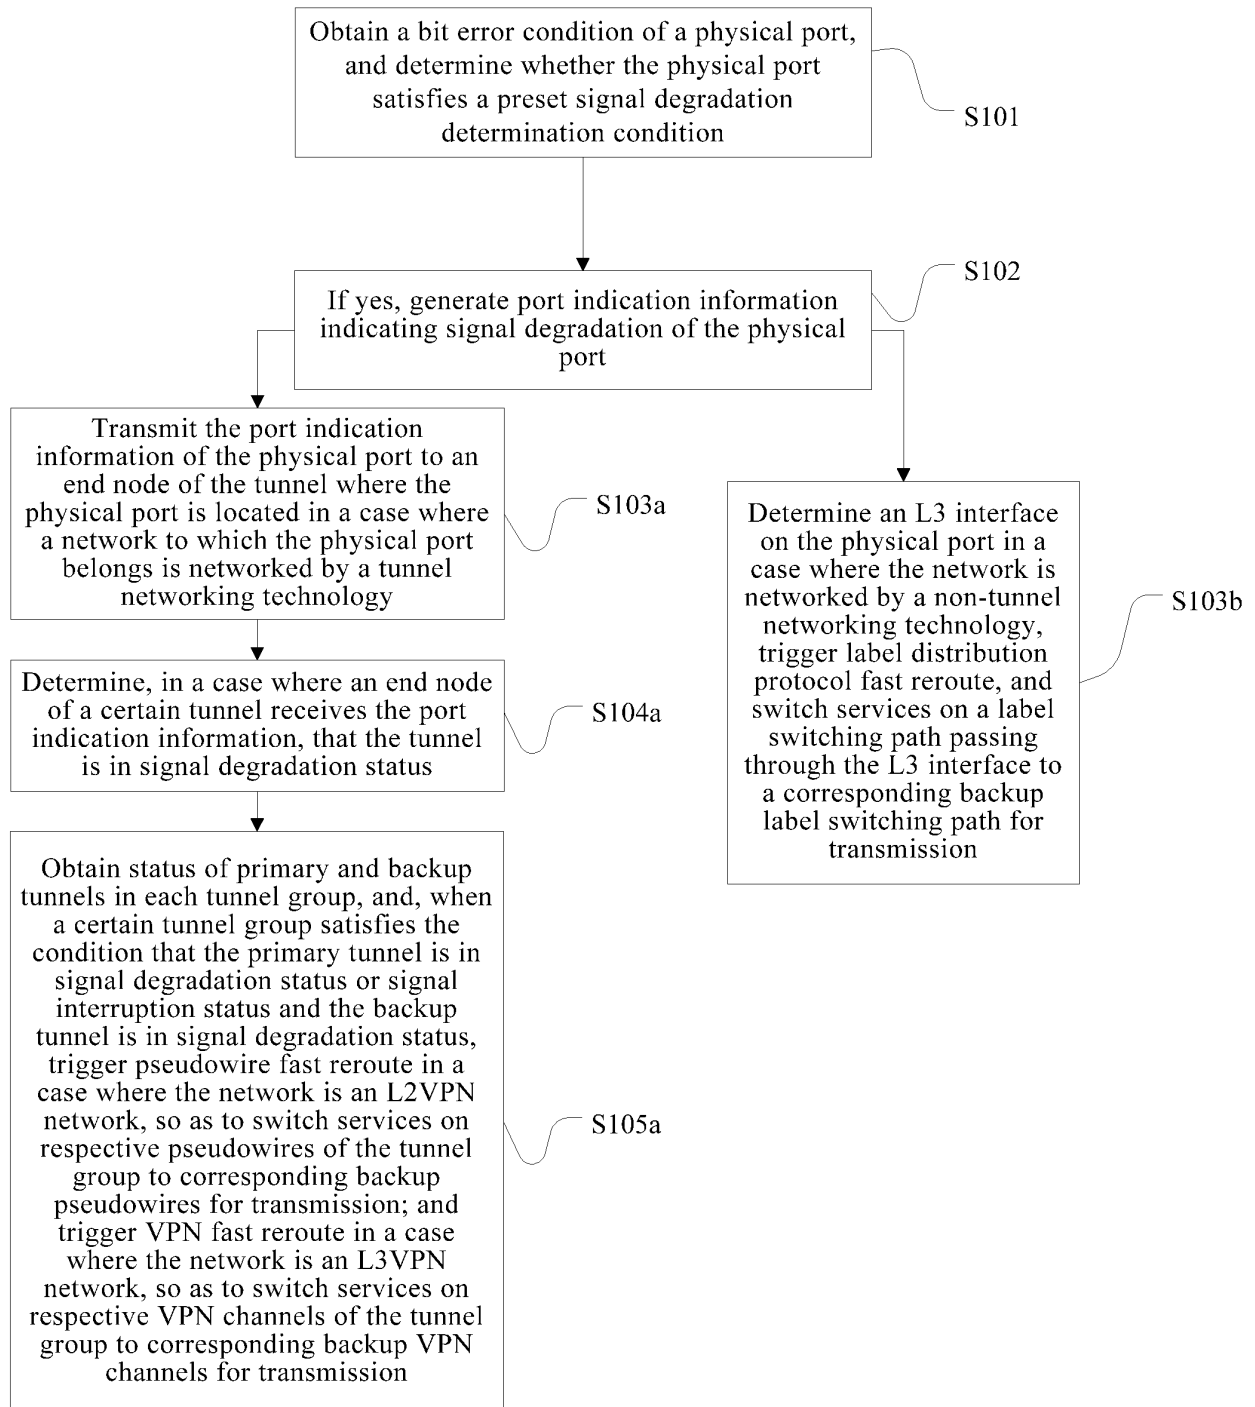 Obtain a bit error condition of a physical port,
and determine whether the physical port
satisfies a preset signal degradation
determination condition
S101
S102
If yes, generate port indication information
indicating signal degradation of the physical
port
Transmit the port indication
information of the physical port to an
end node of the tunnel where the
physical port is located in a case where
a network to which the physical port
belongs is networked by a tunnel
networking technology
S103a
Determine an L3 interface
on the physical port in a
case where the network is
networked by a non-tunnel
networking technology,
trigger label distribution
protocol fast reroute, and
switch services on a label
switching path passing
through the L3 interface to
a corresponding backup
label switching path for
transmission
S103b
Determine, in a case where an end node
of a certain tunnel receives the port
indication information, that the tunnel
is in signal degradation status
S104a
Obtain status of primary and backup
tunnels in each tunnel group, and, when
a certain tunnel group satisfies the
condition that the primary tunnel is in
signal degradation status or signal
interruption status and the backup
tunnel is in signal degradation status,
trigger pseudowire fast reroute in a
case where the network is an L2VPN
network, so as to switch services on
respective pseudowires of the tunnel
group to corresponding backup
pseudowires for transmission; and
trigger VPN fast reroute in a case
where the network is an L3VPN
network, so as to switch services on
respective VPN channels of the tunnel
group to corresponding backup VPN
channels for transmission
S105a